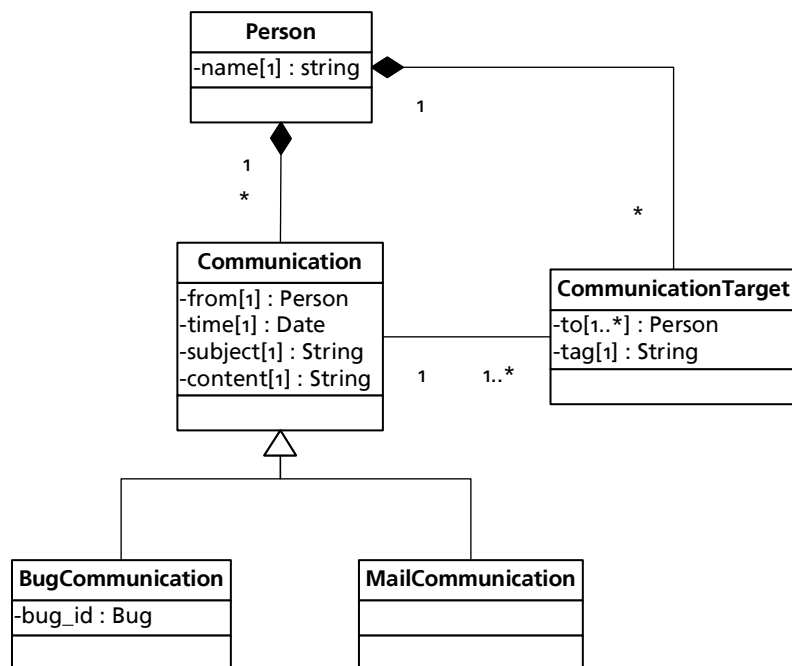 Person
-name[1] : string
1
1
*
*
Communication
-from[1] : Person
-time[1] : Date
-subject[1] : String
-content[1] : String
CommunicationTarget
-to[1..*] : Person
-tag[1] : String
1
1..*
BugCommunication
-bug_id : Bug
MailCommunication